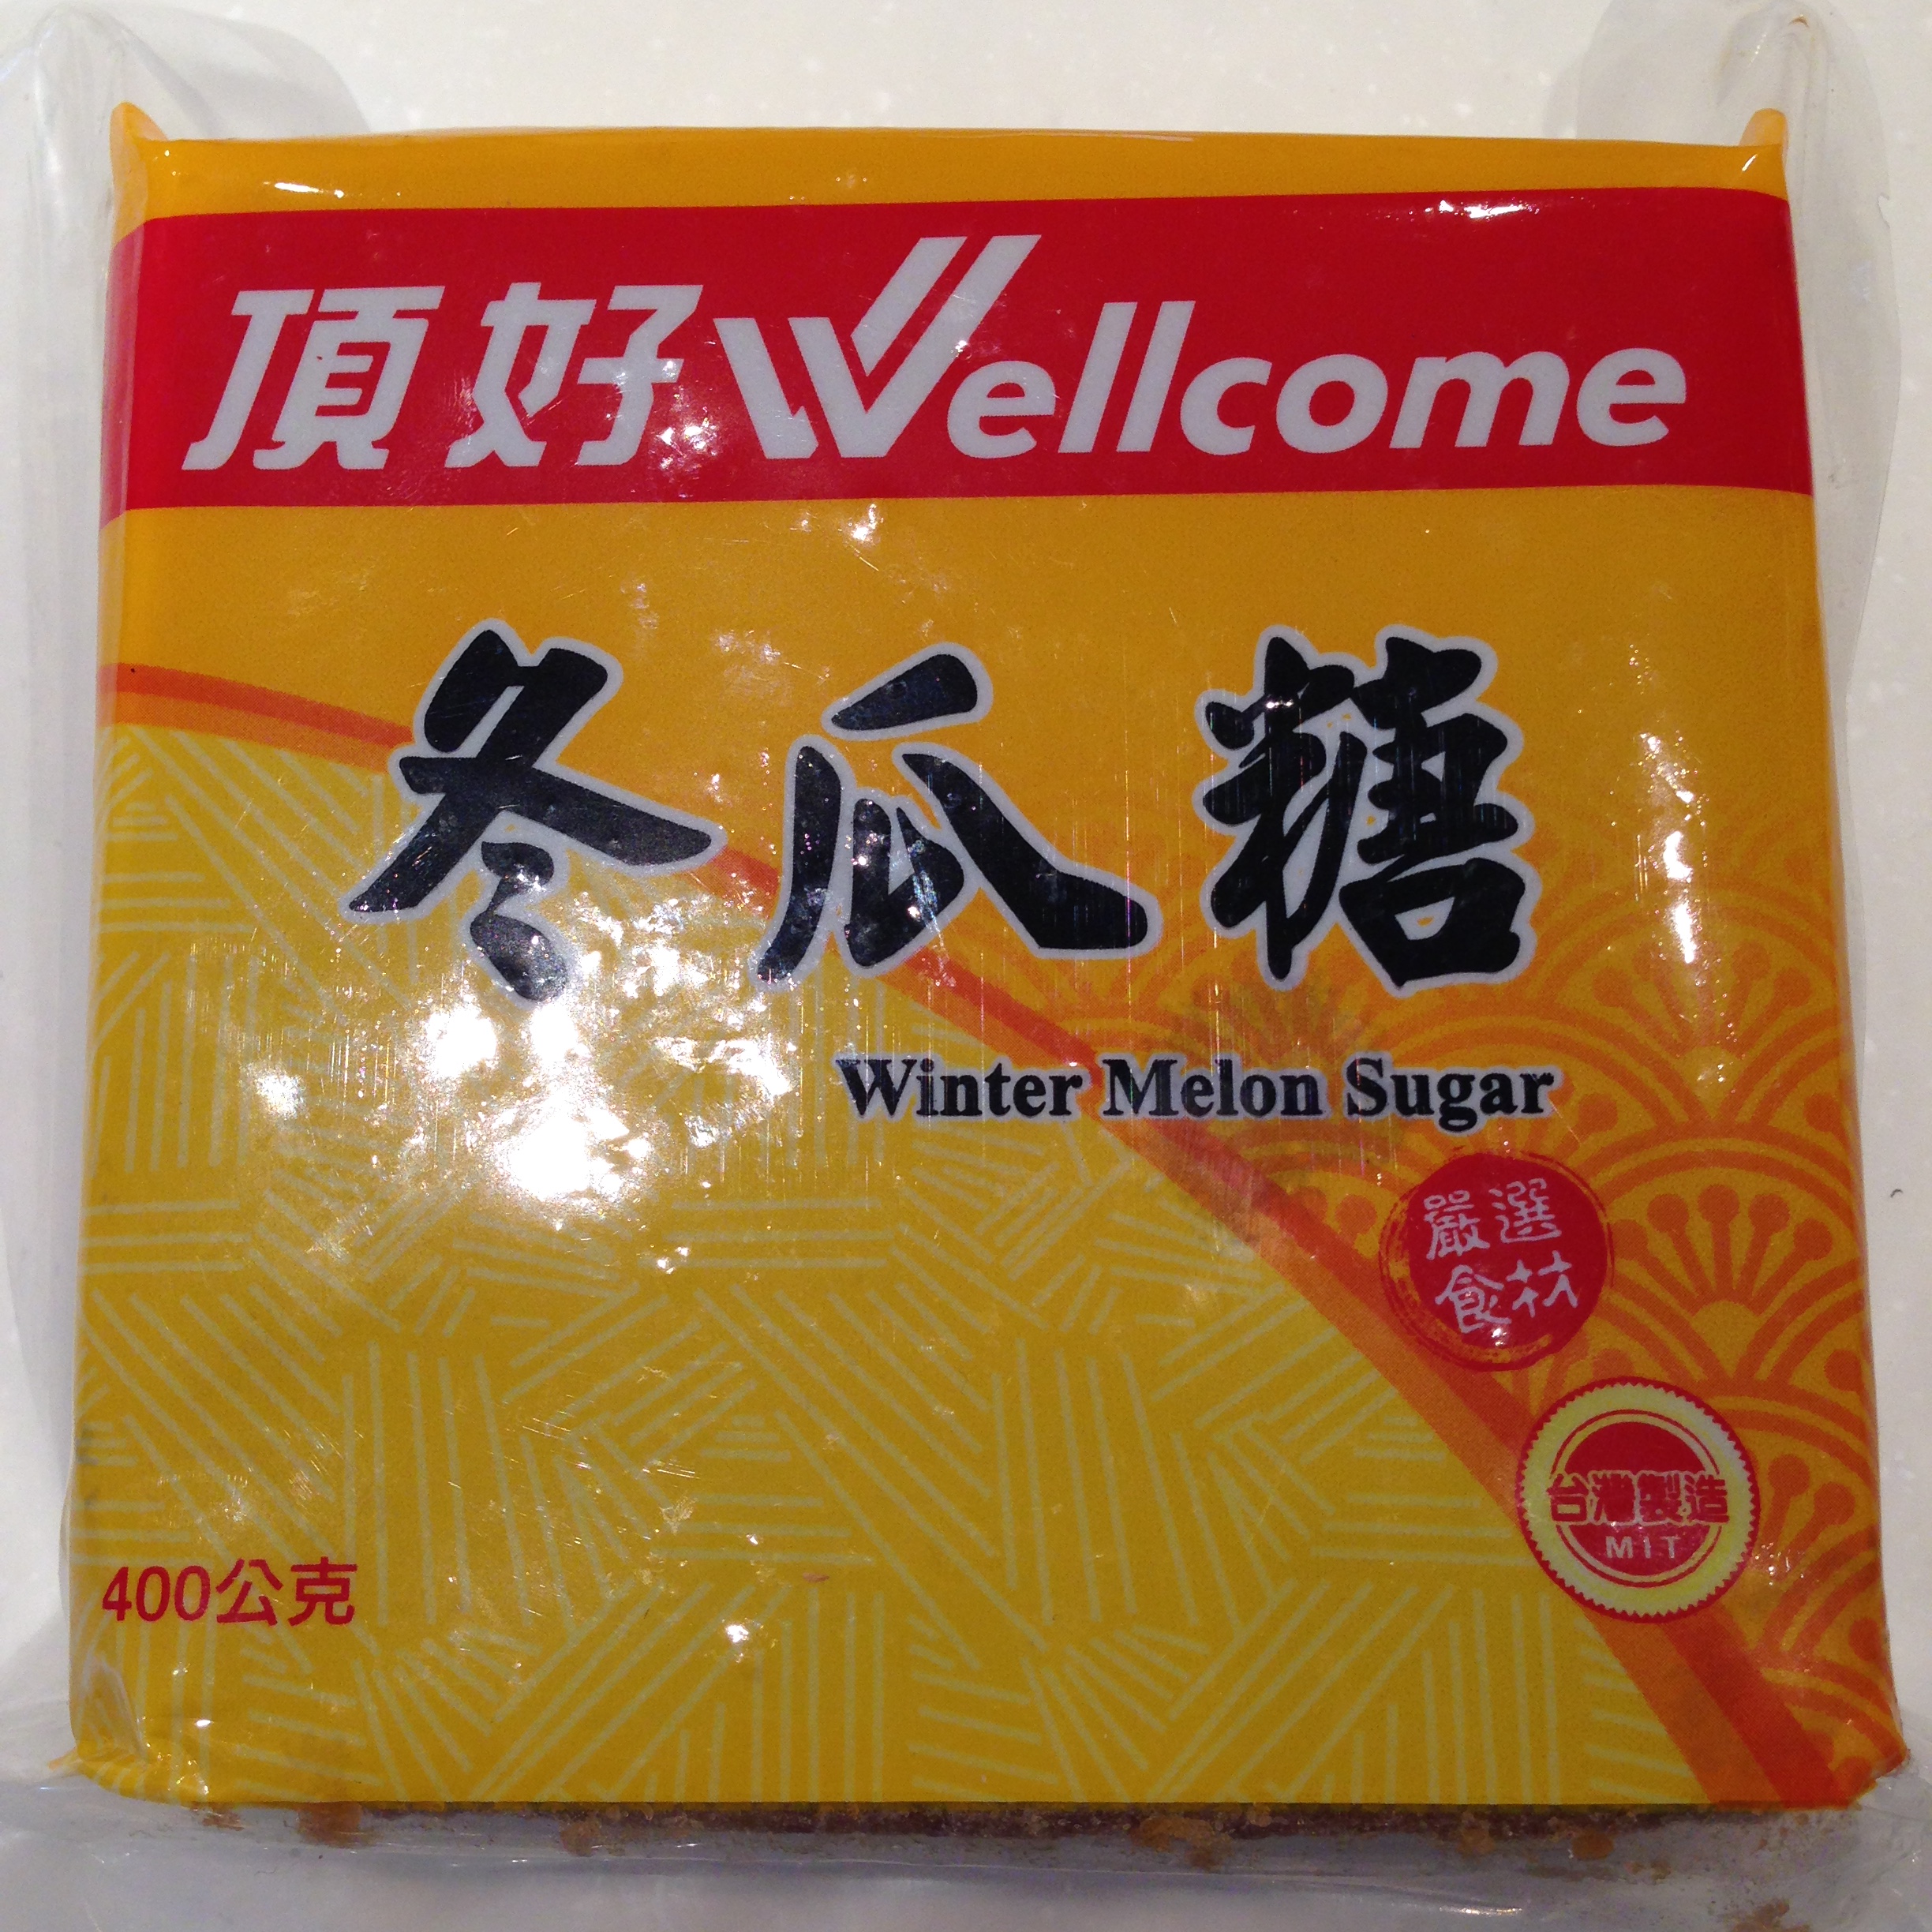 頂好Wellcome
冬瓜糖
Winter Melon Sugar
嚴選
食材
台灣製造
MIT
400公克